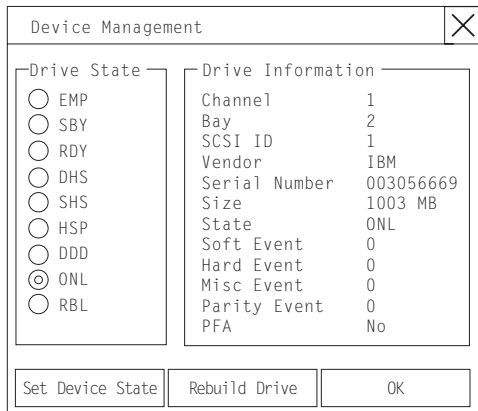 Device Management
Drive State
EMP
SBY
RDY
DHS
SHS
HSP
DDD
ONL
RBL
Drive Information
Channel 1
Bay 2
SCSI ID 1
Vendor IBM
Serial Number 003056669
Size 1003 MB
State ONL
Soft Event 0
Hard Event 0
Misc Event 0
Parity Event 0
PFA No
Set Device State
Rebuild Drive
OK